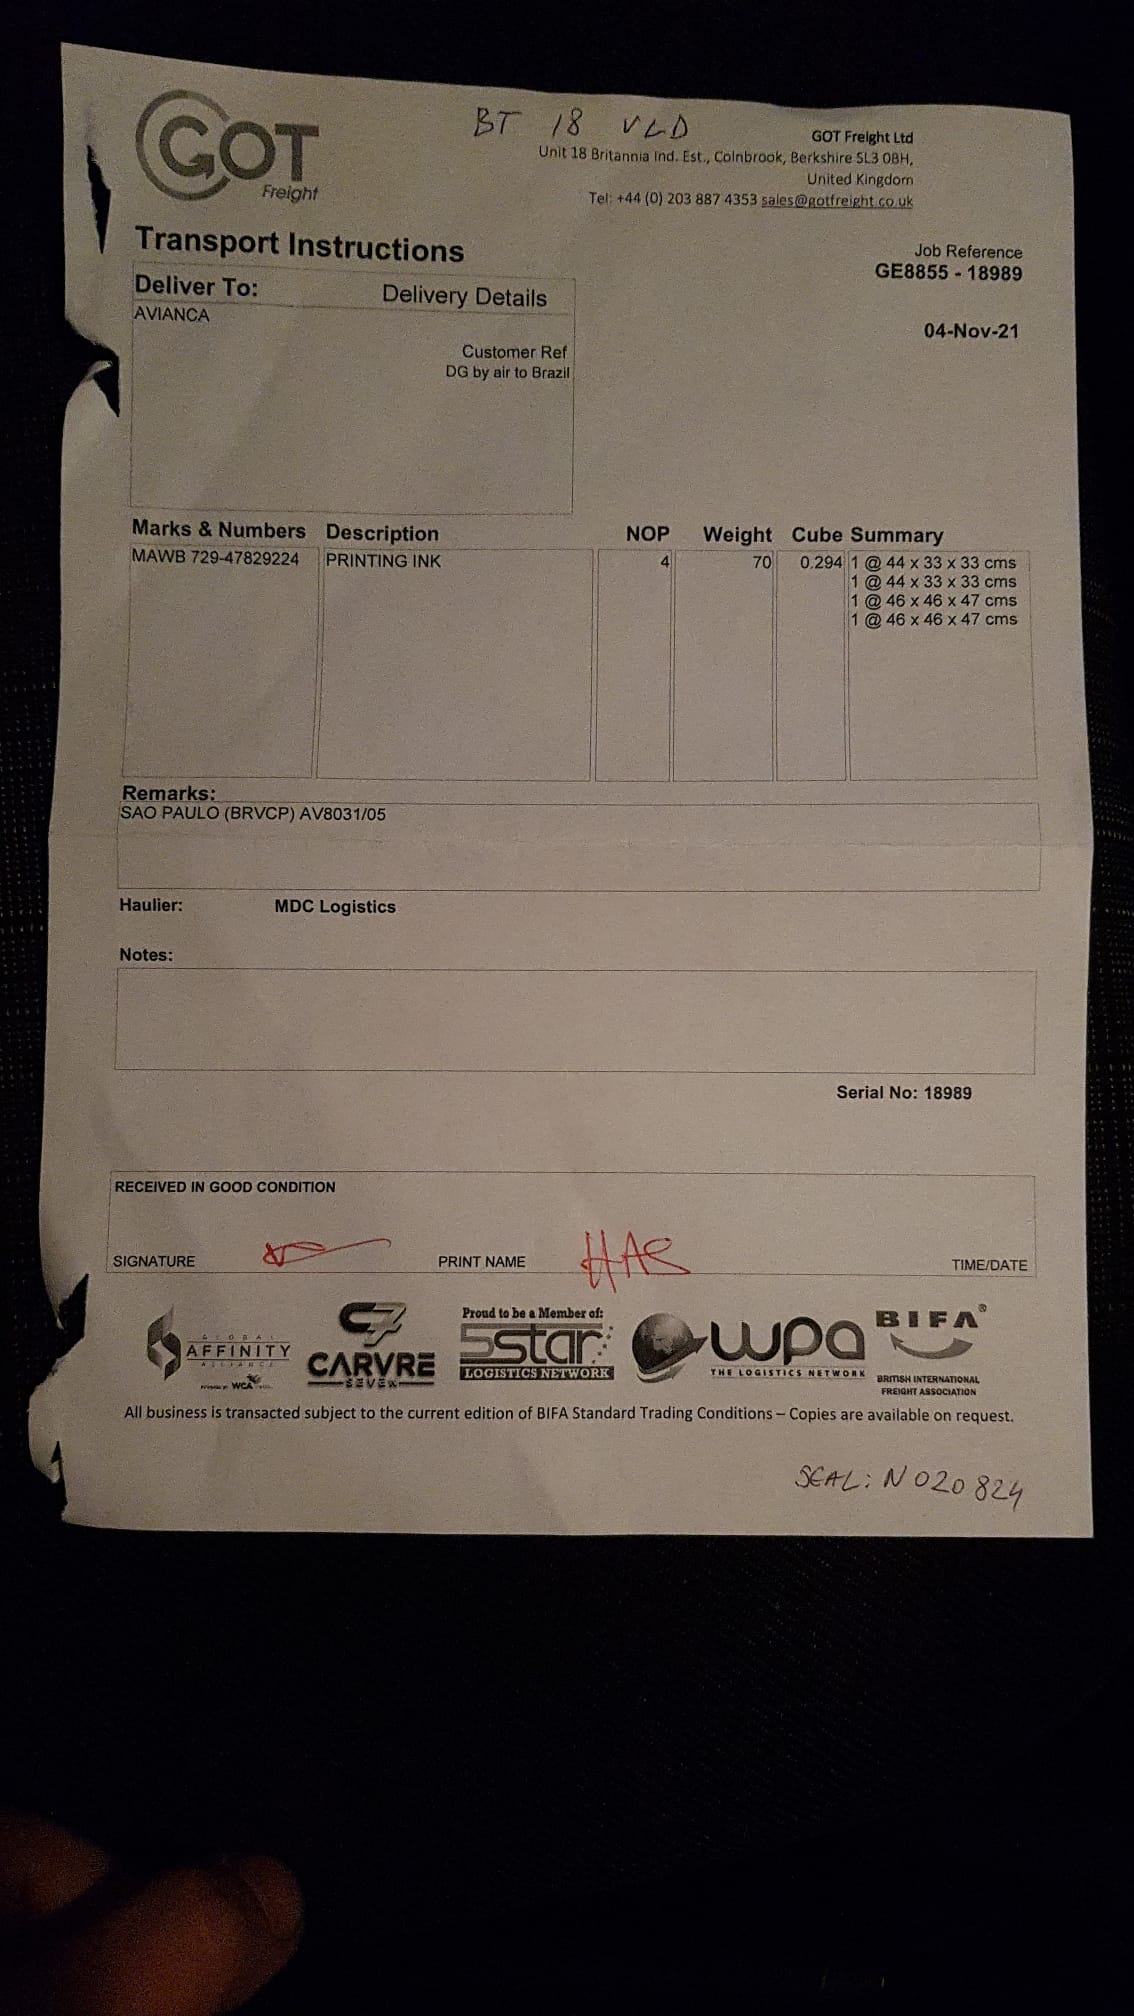 BT 18 VLD
GOT
Freight
GOT Freight Ltd
Unit 18 Britannia Ind. Est., Colnbrook, Berkshire SL3 0BH,
United Kingdom
Tel: +44 (0) 203 887 4353 sales@gotfreight.co.uk
Transport Instructions
Job Reference
GE8855 - 18989
Deliver To: Delivery Details
AVIANCA
04-Nov-21
Customer Ref
DG by air to Brazil
Marks & Numbers Description NOP Weight Cube Summary
MAWB 729-47829224 PRINTING INK 4 70 0.294 1 @ 44 x 33 x 33 cms
1 @ 44 x 33 x 33 cms
1 @ 46 x 46 x 47 cms
1 @ 46 x 46 x 47 cms
Remarks:
SAO PAULO (BRVCP) AV8031/05
Haulier: MDC Logistics
Notes:
Serial No: 18989
RECEIVED IN GOOD CONDITION
SIGNATURE PRINT NAME HAS TIME/DATE
GLOBAL
AFFINITY
ALLIANCE
WCA
C7
CARVRE
SEVEN
Proud to be a Member of:
5star
LOGISTICS NETWORK
wpa
THE LOGISTICS NETWORK
BIFA®
BRITISH INTERNATIONAL
FREIGHT ASSOCIATION
All business is transacted subject to the current edition of BIFA Standard Trading Conditions – Copies are available on request.
SEAL: N020824